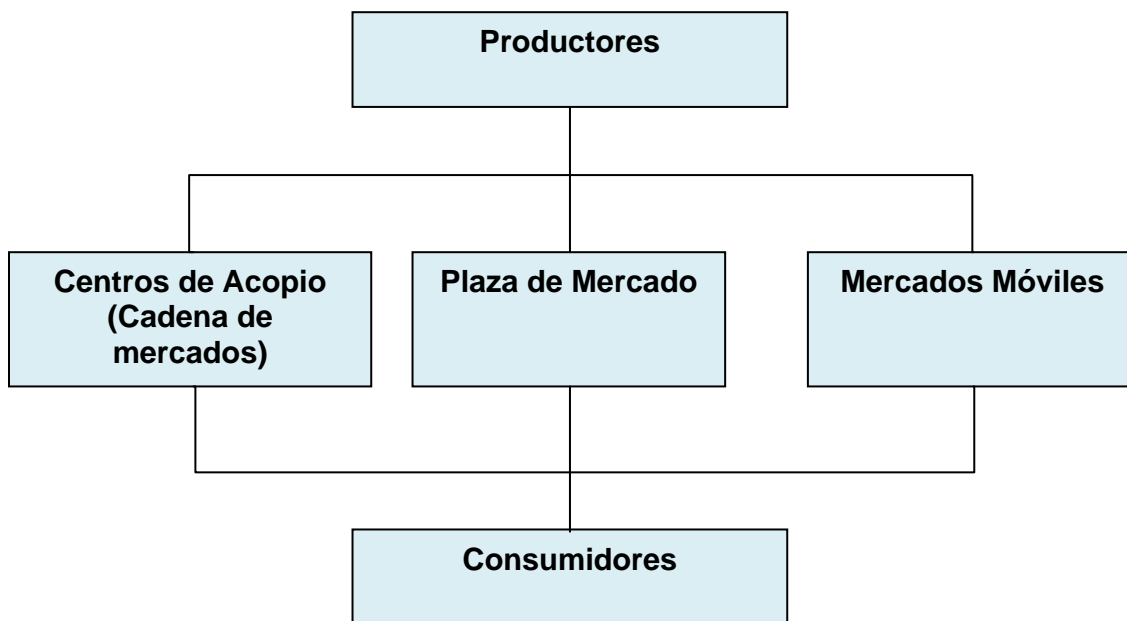 Productores
Centros de Acopio
(Cadena de
mercados)
Plaza de Mercado
Mercados Móviles
Consumidores